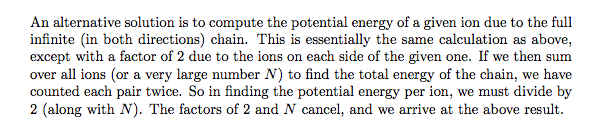 An alternative solution is to compute the potential energy of a given ion due to the full
infinite (in both directions) chain. This is essentially the same calculation as above,
except with a factor of 2 due to the ions on each side of the given one. If we then sum
over all ions (or a very large number N) to find the total energy of the chain, we have
counted each pair twice. So in finding the potential energy per ion, we must divide by
2 (along with N). The factors of 2 and N cancel, and we arrive at the above result.